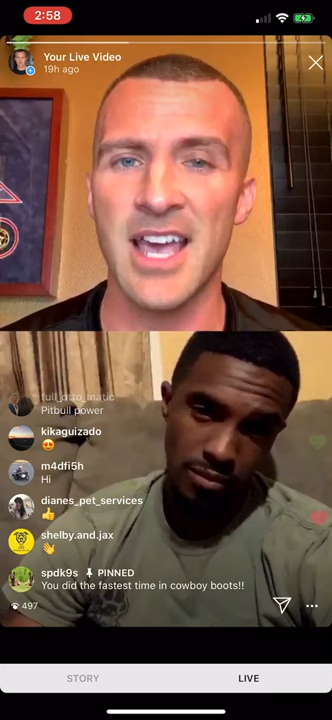 2:58
Your Live Video
19h ago
full_otto_matic
Pitbull power
kikaguizado
m4dfi5h
Hi
dianes_pet_services
shelby.and.jax
spdk9s PINNED
You did the fastest time in cowboy boots!!
497
STORY
LIVE